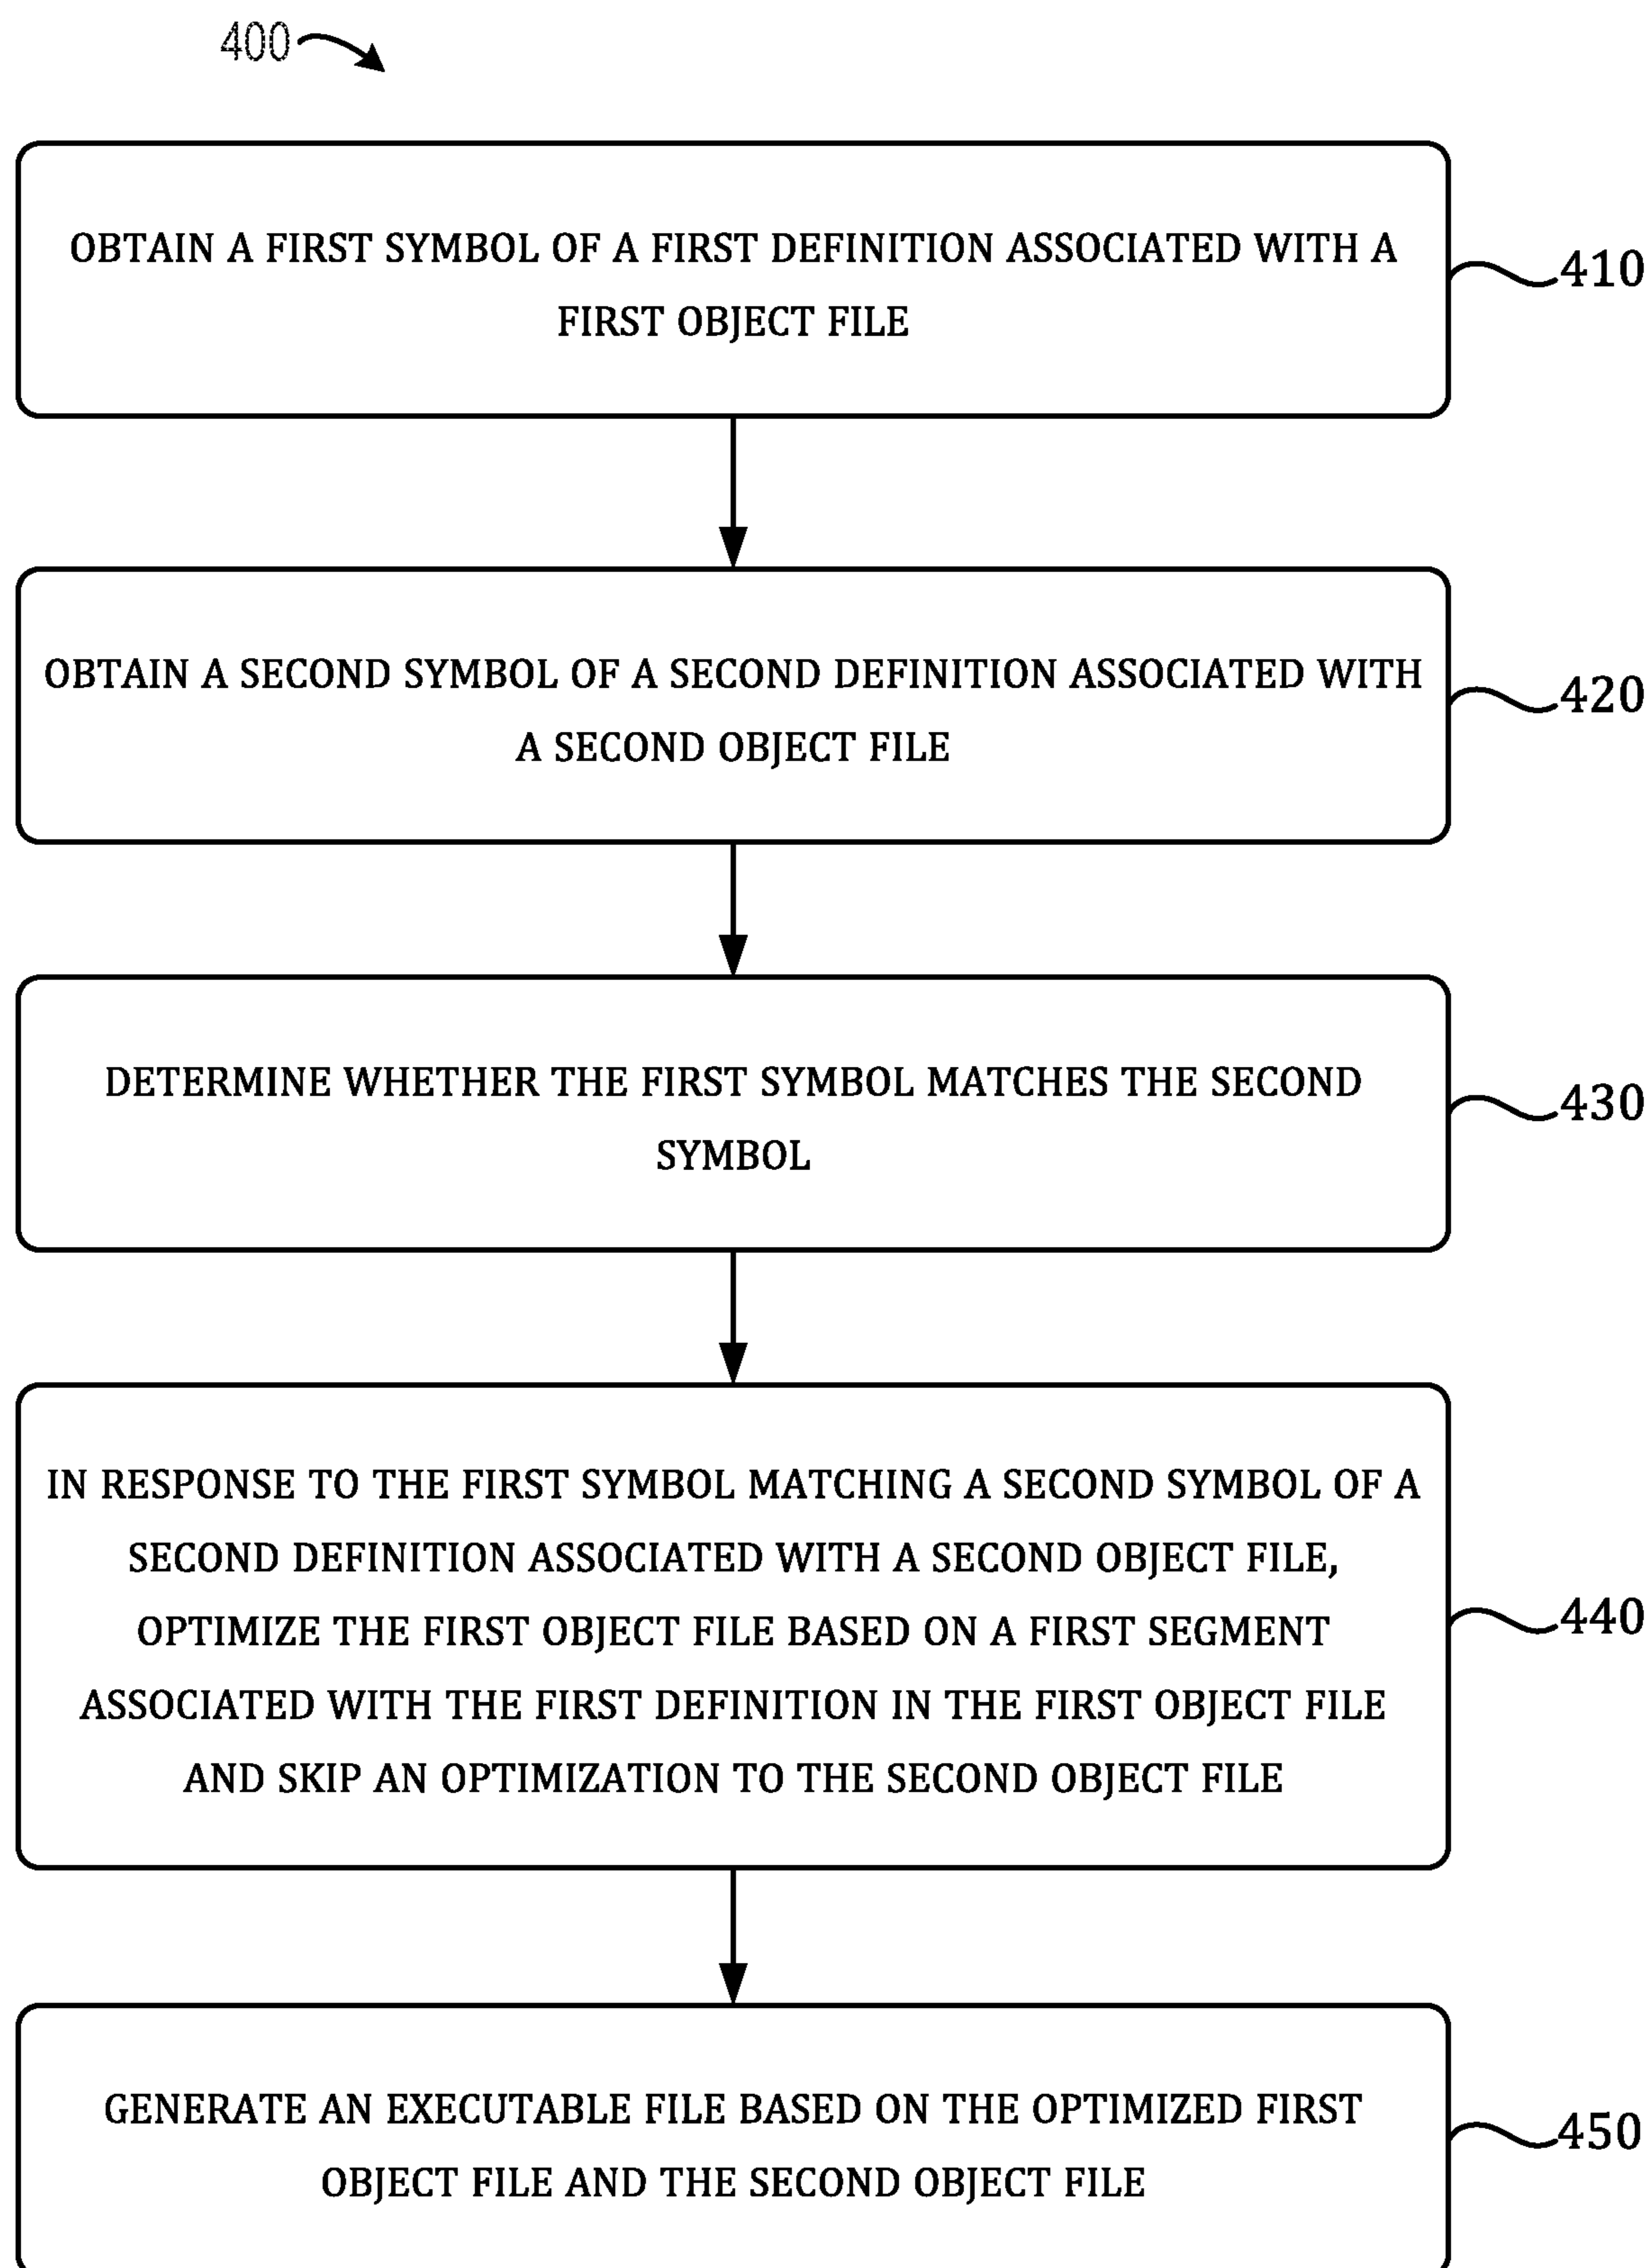 400
OBTAIN A FIRST SYMBOL OF A FIRST DEFINITION ASSOCIATED WITH A
FIRST OBJECT FILE
410
OBTAIN A SECOND SYMBOL OF A SECOND DEFINITION ASSOCIATED WITH
A SECOND OBJECT FILE
420
DETERMINE WHETHER THE FIRST SYMBOL MATCHES THE SECOND
SYMBOL
430
IN RESPONSE TO THE FIRST SYMBOL MATCHING A SECOND SYMBOL OF A
SECOND DEFINITION ASSOCIATED WITH A SECOND OBJECT FILE,
OPTIMIZE THE FIRST OBJECT FILE BASED ON A FIRST SEGMENT
ASSOCIATED WITH THE FIRST DEFINITION IN THE FIRST OBJECT FILE
AND SKIP AN OPTIMIZATION TO THE SECOND OBJECT FILE
440
GENERATE AN EXECUTABLE FILE BASED ON THE OPTIMIZED FIRST
OBJECT FILE AND THE SECOND OBJECT FILE
450